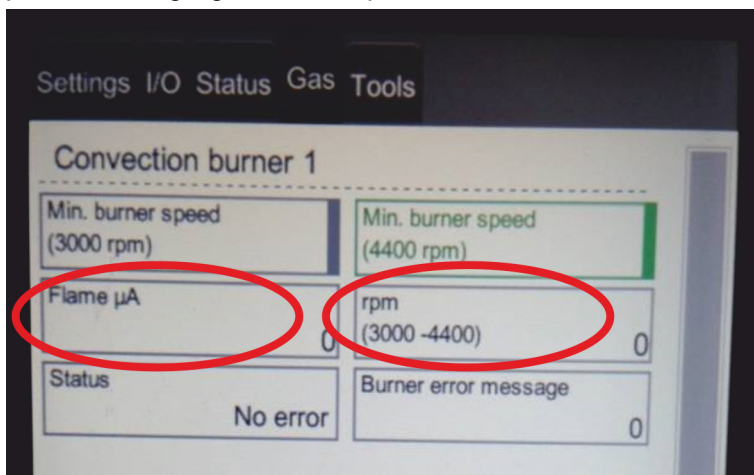 Settings I/O Status Gas Tools
Convection burner 1
Min. burner speed
(3000 rpm)
Min. burner speed
(4400 rpm)
Flame µA
0
rpm
(3000 -4400)
0
Status
No error
Burner error message
0